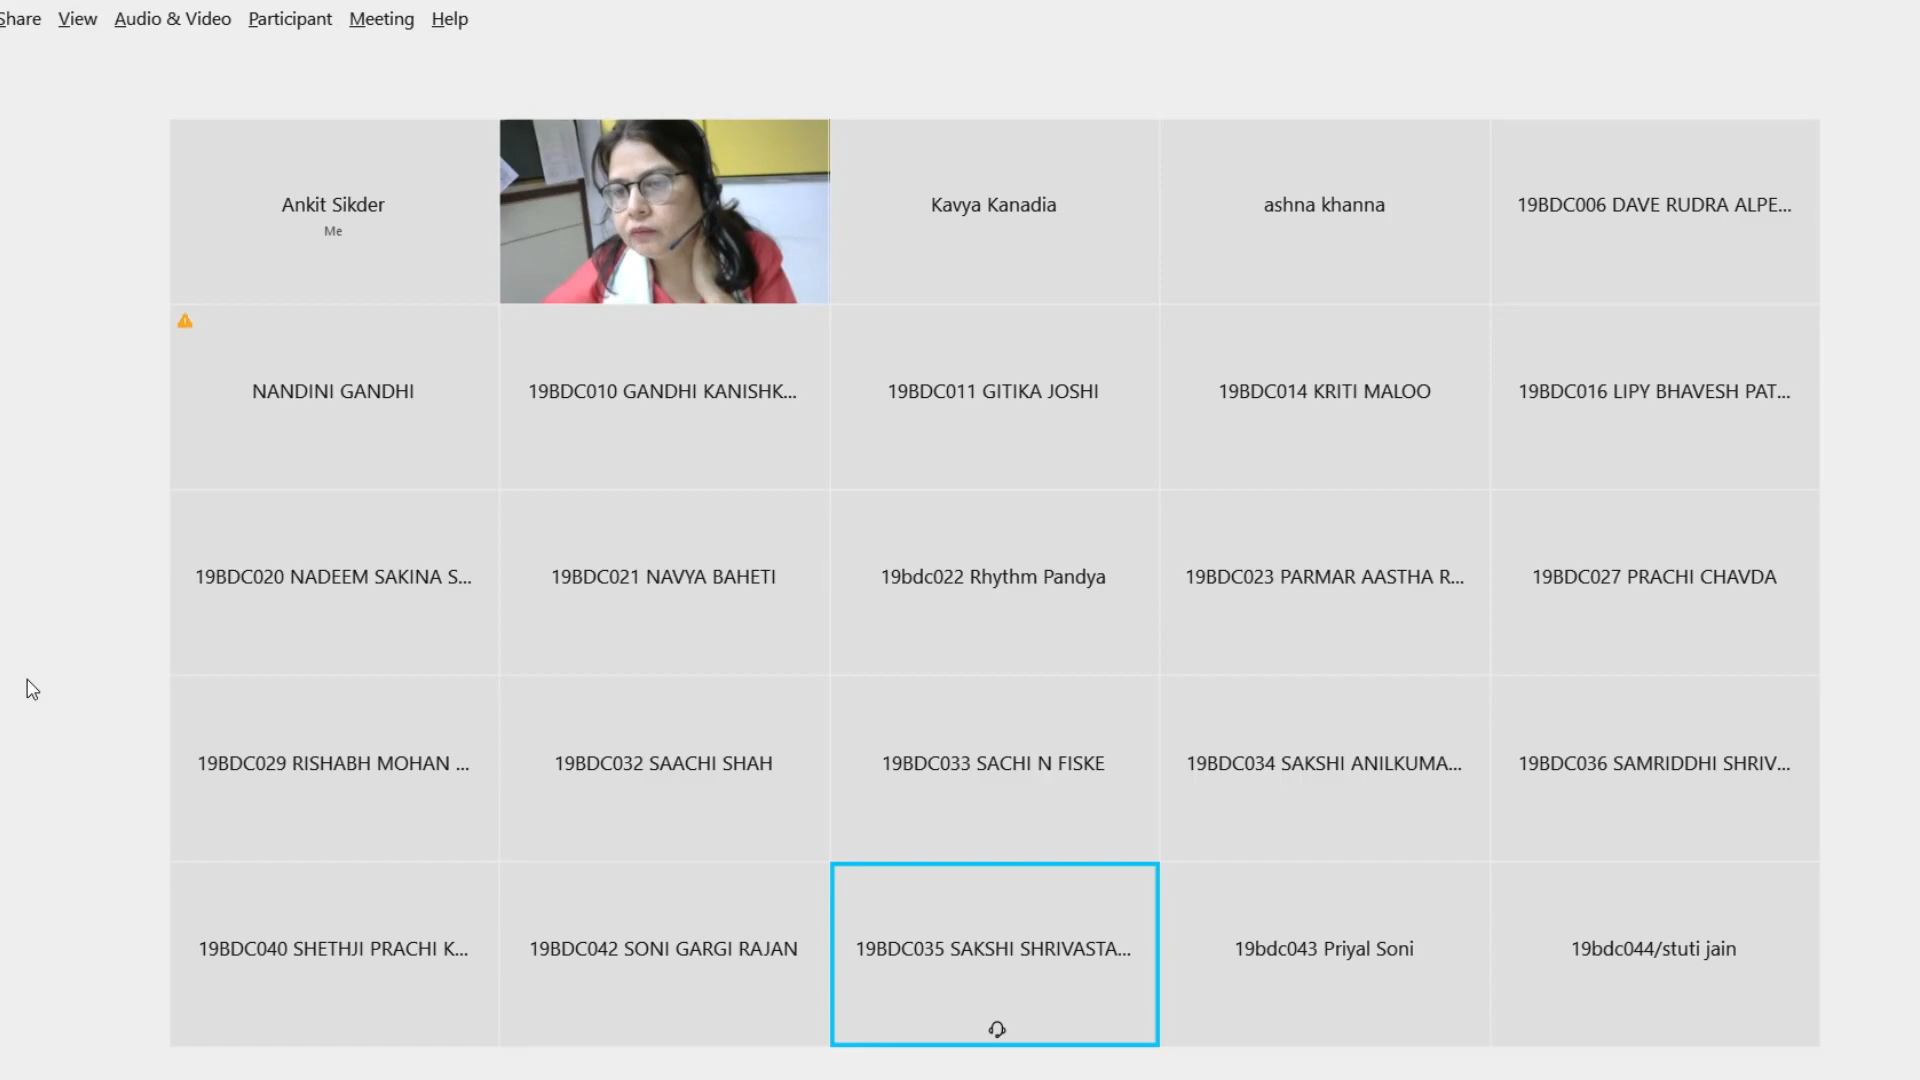 Share View Audio & Video Participant Meeting Help
Ankit Sikder
Me
Kavya Kanadia
ashna khanna
19BDC006 DAVE RUDRA ALPE...
NANDINI GANDHI
19BDC010 GANDHI KANISHK...
19BDC011 GITIKA JOSHI
19BDC014 KRITI MALOO
19BDC016 LIPY BHAVESH PAT...
19BDC020 NADEEM SAKINA S...
19BDC021 NAVYA BAHETI
19bdc022 Rhythm Pandya
19BDC023 PARMAR AASTHA R...
19BDC027 PRACHI CHAVDA
19BDC029 RISHABH MOHAN ...
19BDC032 SAACHI SHAH
19BDC033 SACHI N FISKE
19BDC034 SAKSHI ANILKUMA...
19BDC036 SAMRIDDHI SHRIV...
19BDC040 SHETHJI PRACHI K...
19BDC042 SONI GARGI RAJAN
19BDC035 SAKSHI SHRIVASTA...
19bdc043 Priyal Soni
19bdc044/stuti jain